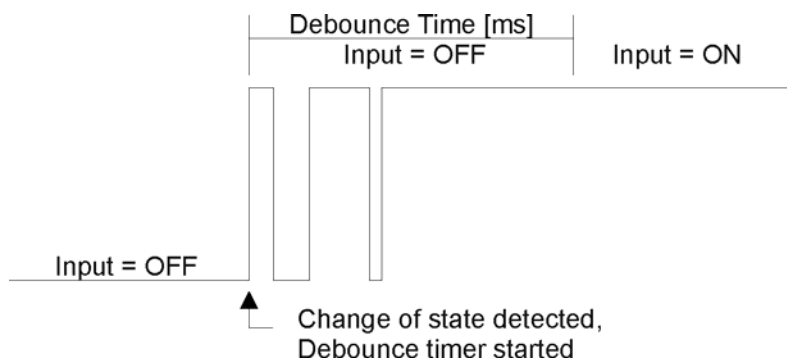 Debounce Time [ms]
Input = OFF
Input = ON
Input = OFF
Change of state detected,
Debounce timer started